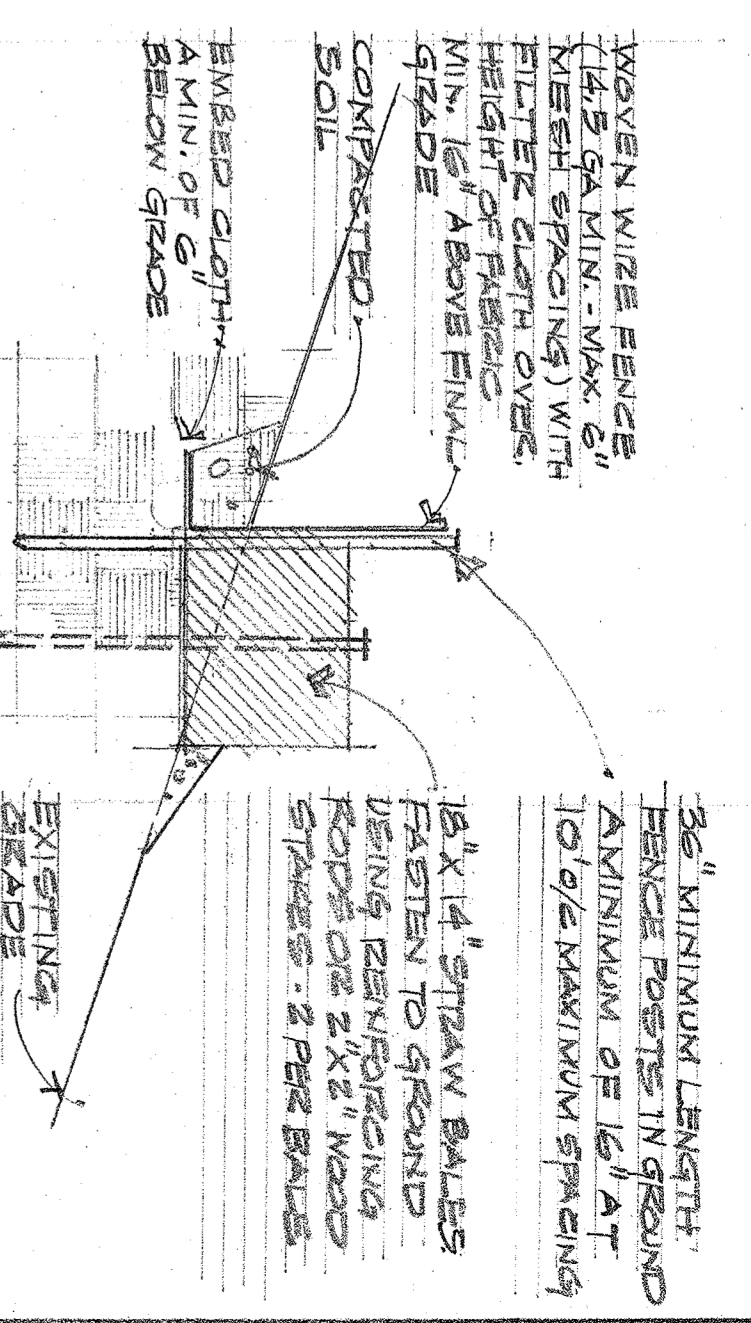 WOVEN WIRE FENCE
(14.5 GA MIN. - MAX. 6"
MESH SPACING) WITH
FILTER CLOTH OVER.
HEIGHT OF FABRIC
MIN. 16" ABOVE FINAL
GRADE
COMPACTED
SOIL
EMBED CLOTH
A MIN. OF 6"
BELOW GRADE
36" MINIMUM LENGTH
FENCE POSTS IN GROUND
A MINIMUM OF 16" AT
10' O/C MAXIMUM SPACING
18" X 14" STRAW BALES.
FASTEN TO GROUND
USING REINFORCING
RODS OR 2" X 2" WOOD
STAKES - 2 PER BALE
EXISTING
GRADE